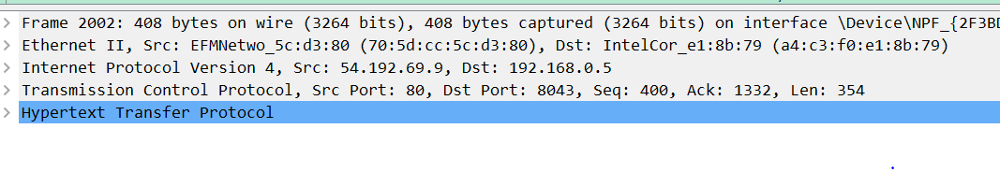 Frame 2002: 408 bytes on wire (3264 bits), 408 bytes captured (3264 bits) on interface \Device\NPF_{2F3BD
Ethernet II, Src: EFMNetwo_5c:d3:80 (70:5d:cc:5c:d3:80), Dst: IntelCor_e1:8b:79 (a4:c3:f0:e1:8b:79)
Internet Protocol Version 4, Src: 54.192.69.9, Dst: 192.168.0.5
Transmission Control Protocol, Src Port: 80, Dst Port: 8043, Seq: 400, Ack: 1332, Len: 354
Hypertext Transfer Protocol